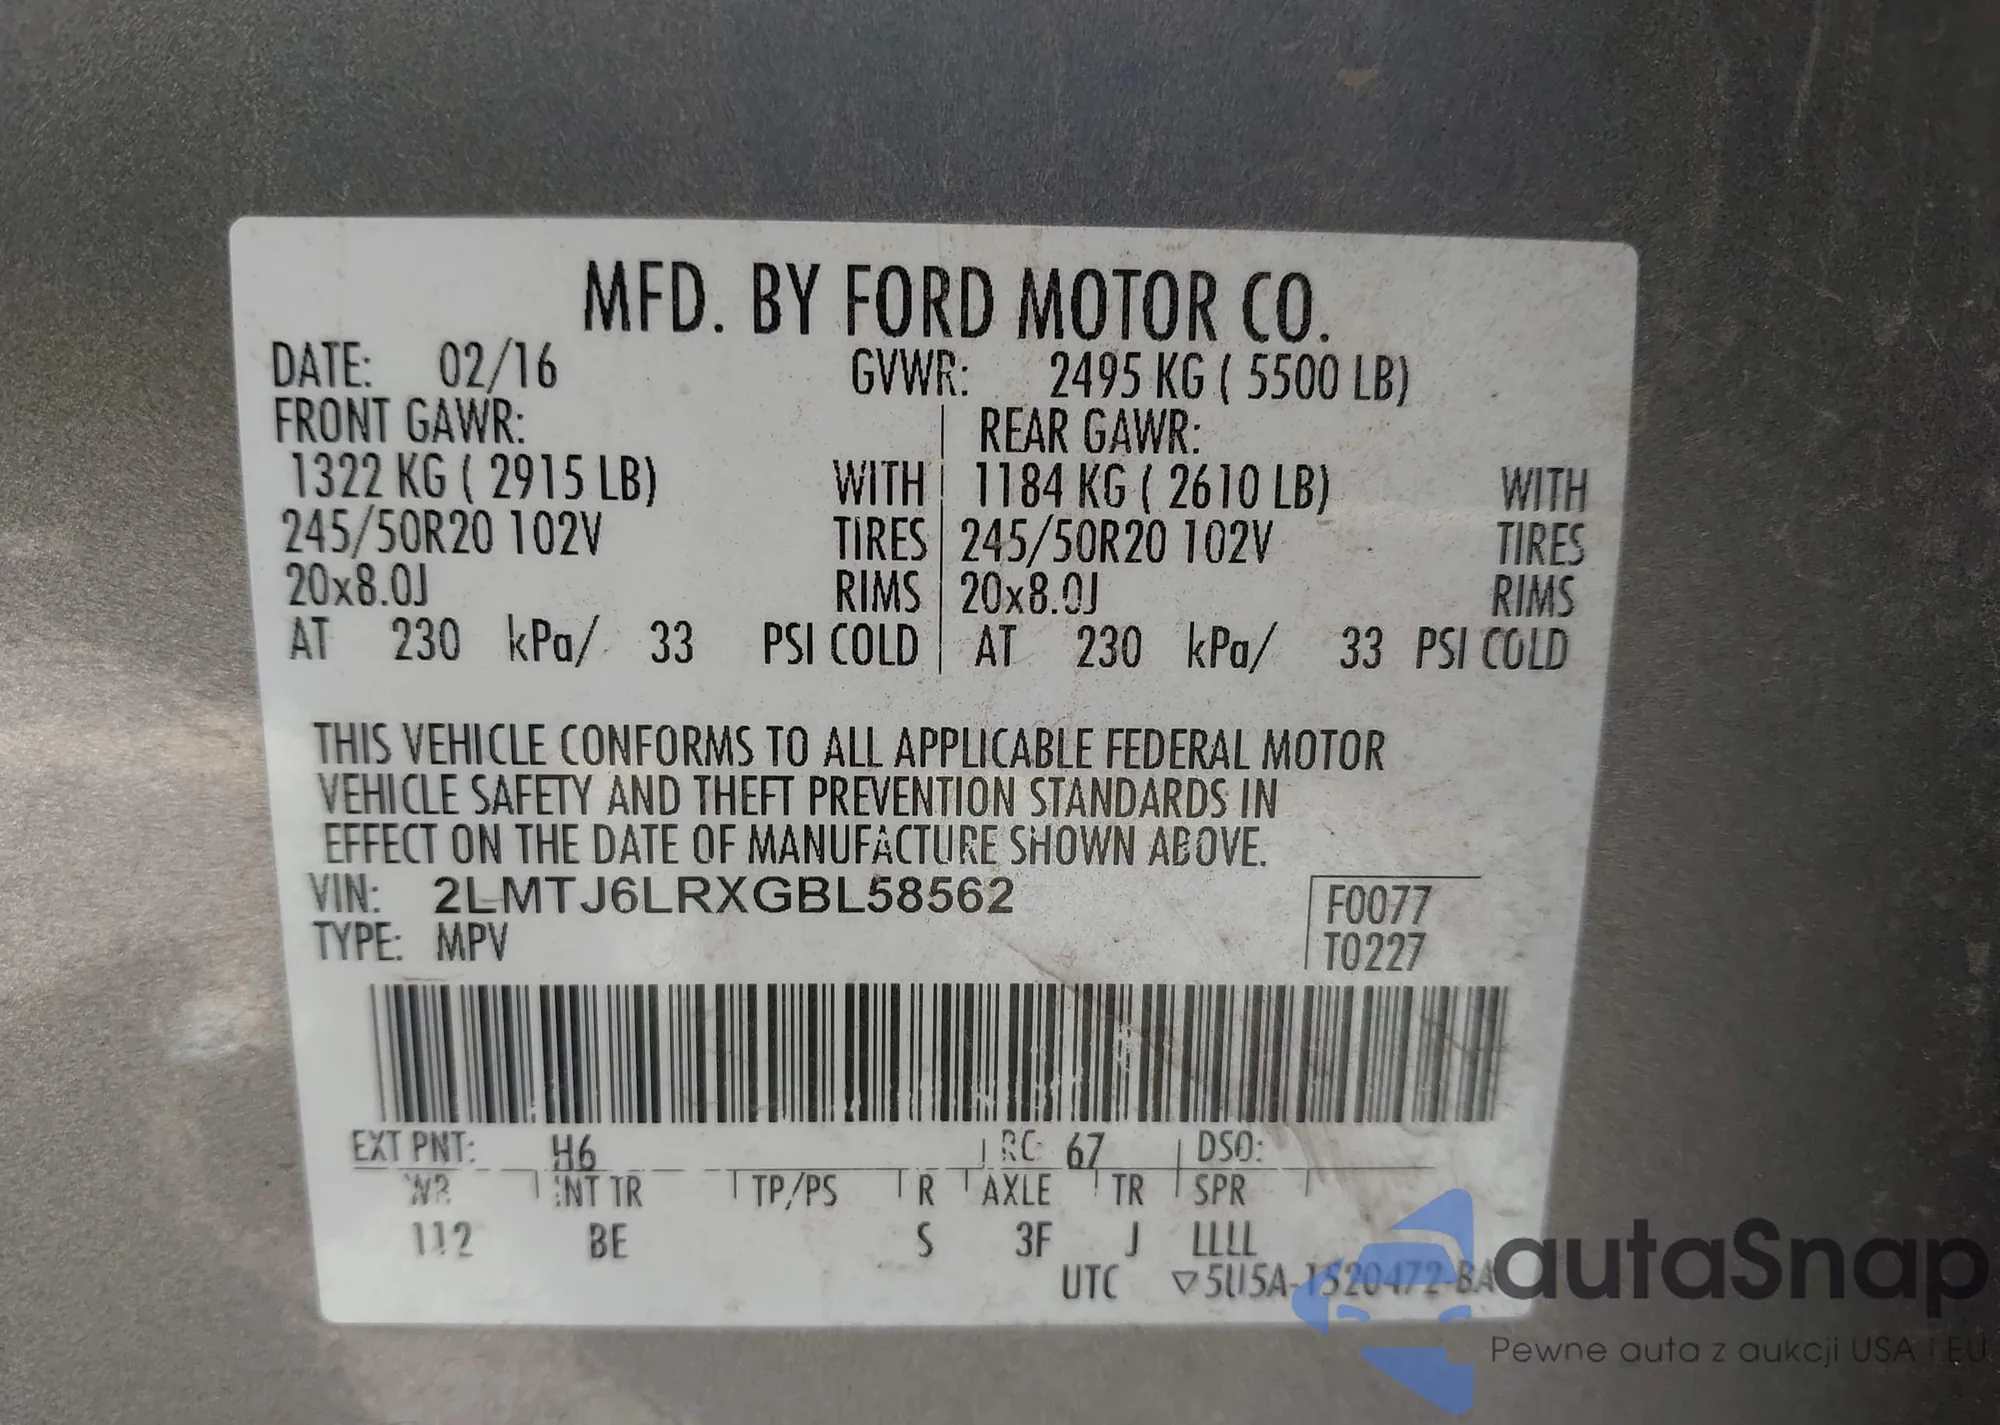 MFD. BY FORD MOTOR CO.
DATE: 02/16 GVWR: 2495 KG ( 5500 LB)
FRONT GAWR: REAR GAWR:
1322 KG ( 2915 LB) WITH 1184 KG ( 2610 LB) WITH
245/50R20 102V TIRES 245/50R20 102V TIRES
20x8.0J RIMS 20x8.0J RIMS
AT 230 kPa/ 33 PSI COLD AT 230 kPa/ 33 PSI COLD
THIS VEHICLE CONFORMS TO ALL APPLICABLE FEDERAL MOTOR
VEHICLE SAFETY AND THEFT PREVENTION STANDARDS IN
EFFECT ON THE DATE OF MANUFACTURE SHOWN ABOVE.
VIN: 2LMTJ6LRXGBL58562 F0077
TYPE: MPV T0227
EXT PNT: H6 RC: 67 DSO:
WB INT TR TP/PS R AXLE TR SPR
112 BE S 3F J LLLL
UTC ▽5U5A-1520472-BA
autaSnap
Pewne auta z aukcji USA i EU